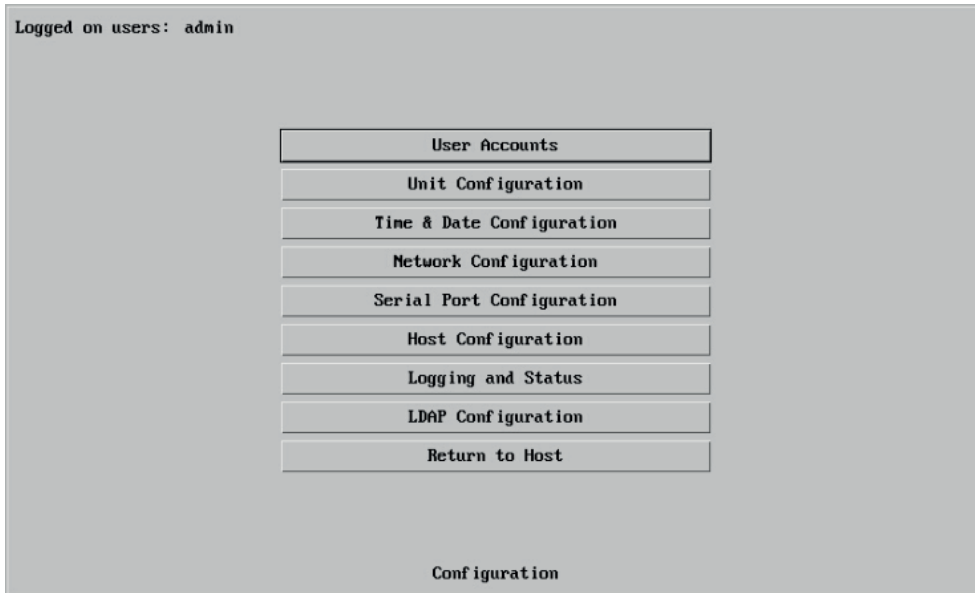 Logged on users: admin
User Accounts
Unit Configuration
Time & Date Configuration
Network Configuration
Serial Port Configuration
Host Configuration
Logging and Status
LDAP Configuration
Return to Host
Configuration